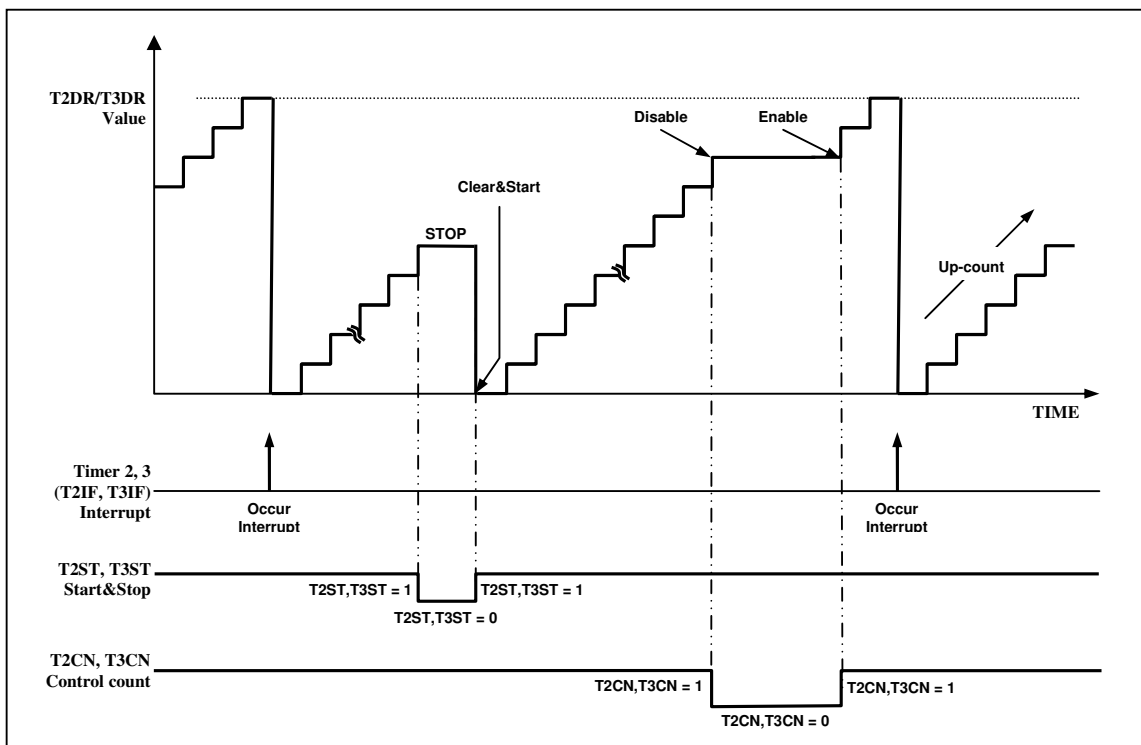 T2DR/T3DR
Value
Disable
Enable
Clear&Start
STOP
Up-count
TIME
Timer 2, 3
(T2IF, T3IF)
Interrupt
Occur
Interrupt
Occur
Interrupt
T2ST, T3ST
Start&Stop
T2ST,T3ST = 1
T2ST,T3ST = 1
T2ST,T3ST = 0
T2CN, T3CN
Control count
T2CN,T3CN = 1
T2CN,T3CN = 1
T2CN,T3CN = 0